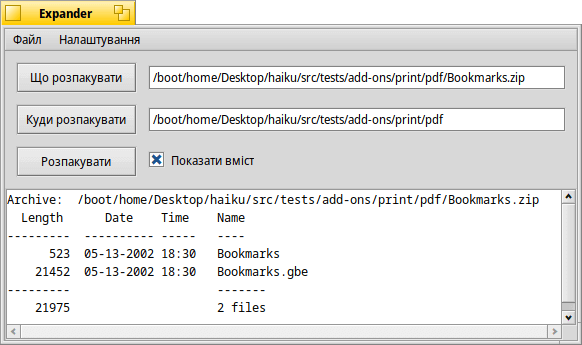 Expander
Файл Налаштування
Що розпакувати /boot/home/Desktop/haiku/src/tests/add-ons/print/pdf/Bookmarks.zip
Куди розпакувати /boot/home/Desktop/haiku/src/tests/add-ons/print/pdf
Розпакувати Показати вміст
Archive:  /boot/home/Desktop/haiku/src/tests/add-ons/print/pdf/Bookmarks.zip
  Length      Date    Time    Name
---------  ---------- -----   ----
      523  05-13-2002 18:30   Bookmarks
    21452  05-13-2002 18:30   Bookmarks.gbe
---------                     -------
    21975                     2 files